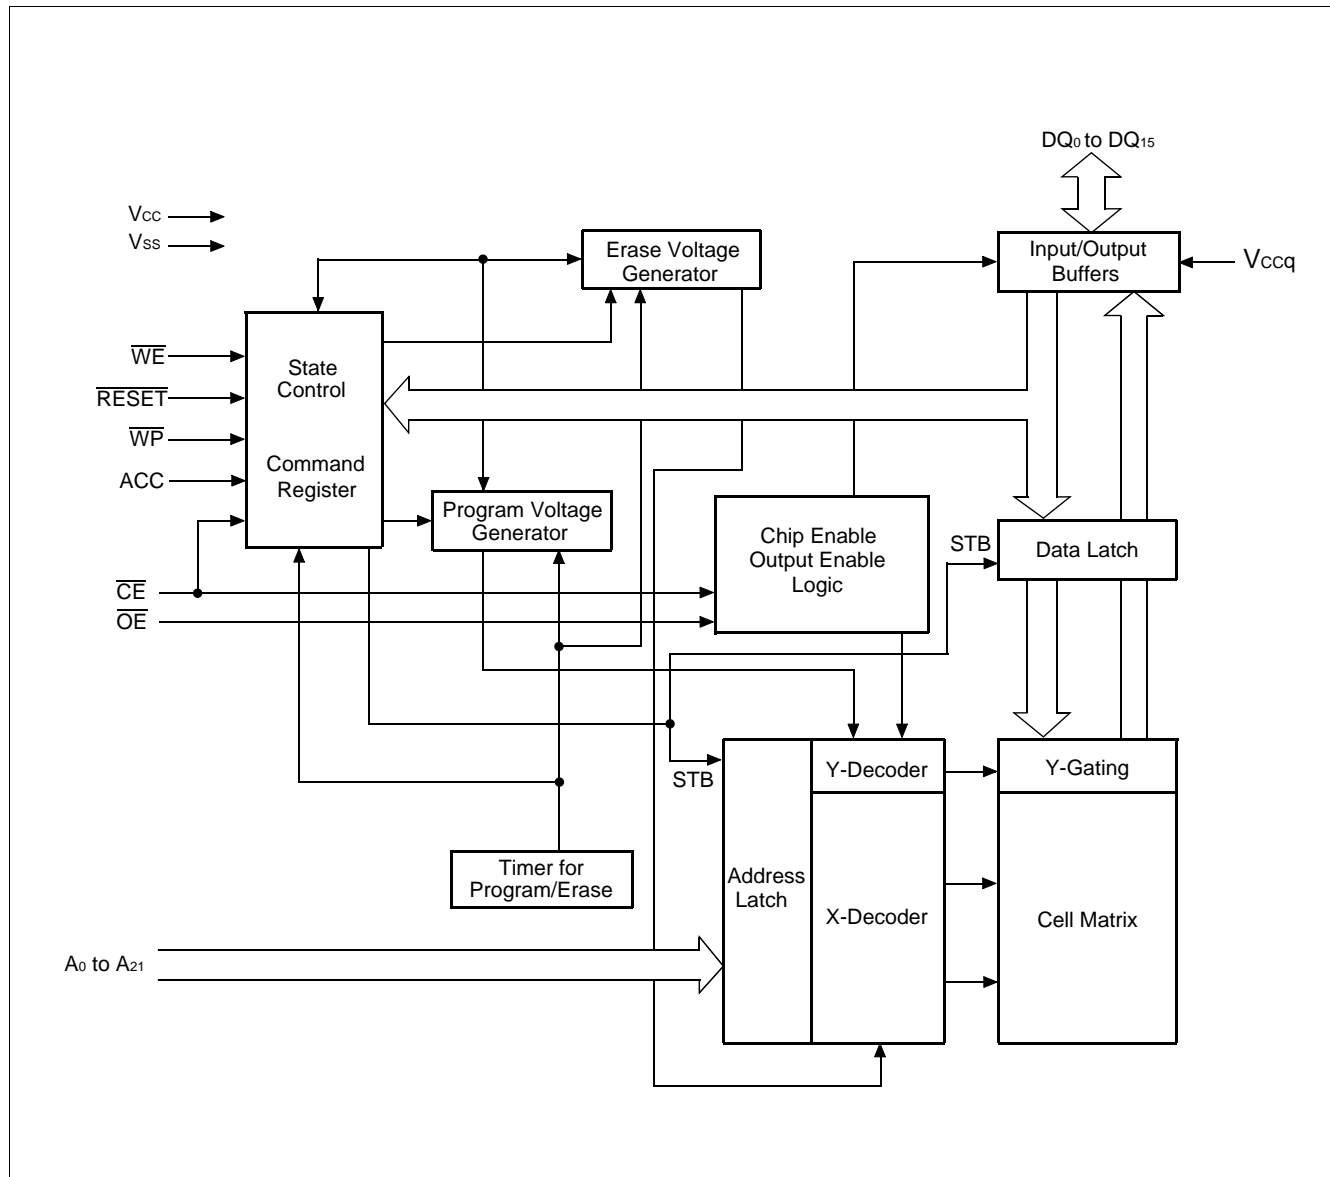 DQ0 to DQ15
VCC
VSS
Erase Voltage
Generator
Input/Output
Buffers
VCCq
WE
RESET
WP
ACC
State
Control
Command
Register
Program Voltage
Generator
Chip Enable
Output Enable
Logic
STB
Data Latch
CE
OE
STB
Y-Decoder
Y-Gating
Timer for
Program/Erase
Address
Latch
X-Decoder
Cell Matrix
A0 to A21